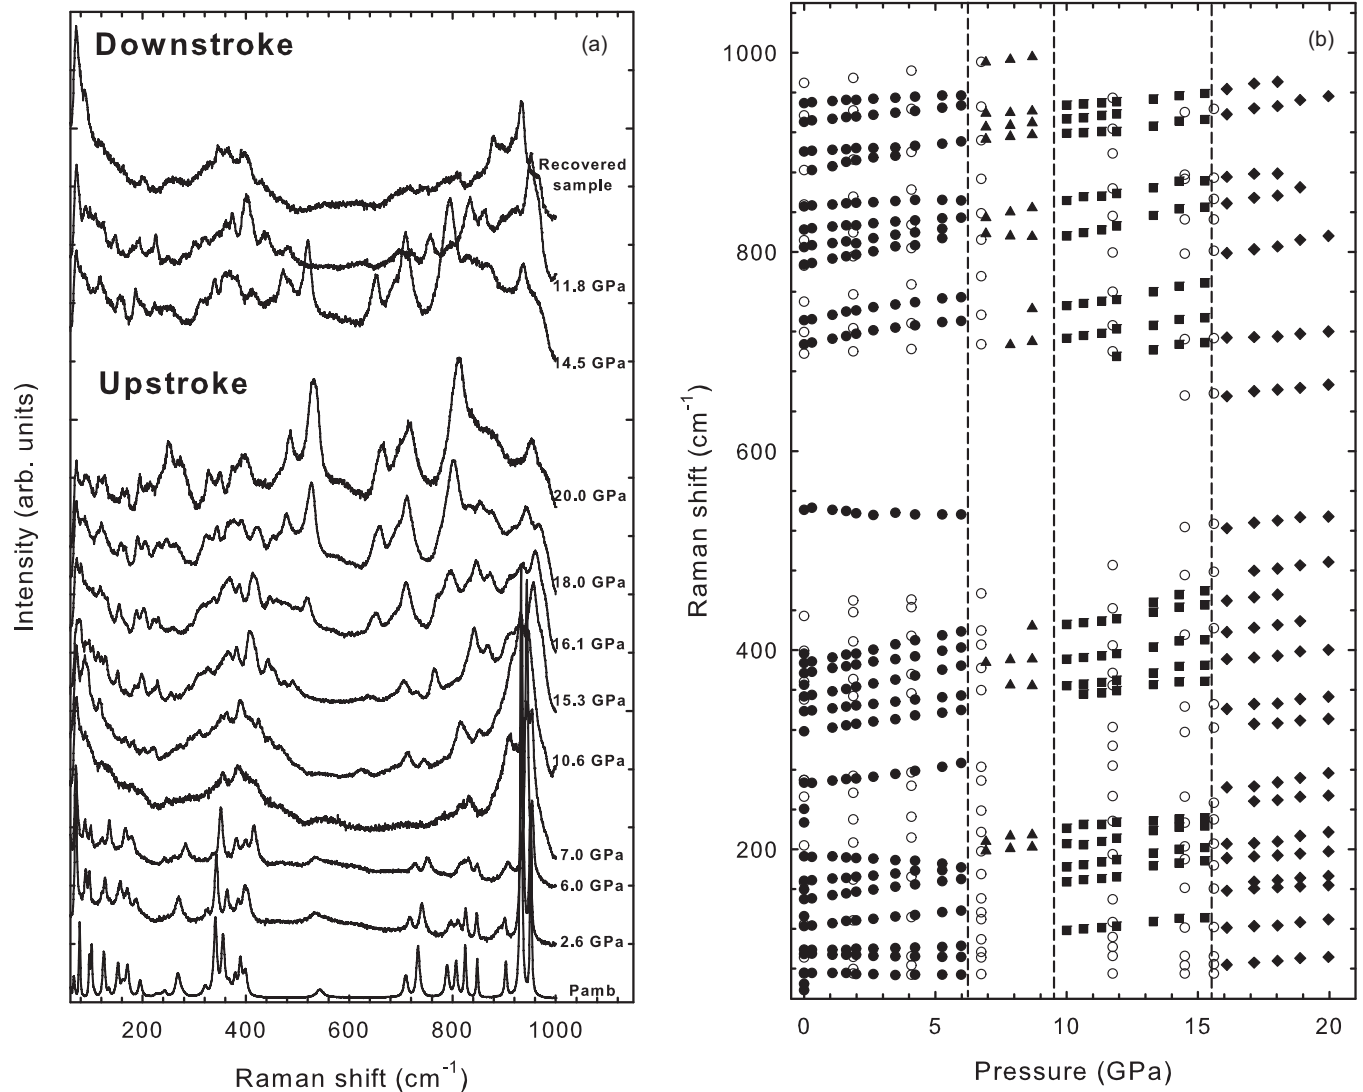 Downstroke
(a)
Recovered
sample
11.8 GPa
14.5 GPa
Upstroke
20.0 GPa
18.0 GPa
16.1 GPa
15.3 GPa
10.6 GPa
7.0 GPa
6.0 GPa
2.6 GPa
Pamb
Intensity (arb. units)
200 400 600 800 1000
Raman shift (cm⁻¹)
(b)
1000
800
600
400
200
Raman shift (cm⁻¹)
0 5 10 15 20
Pressure (GPa)